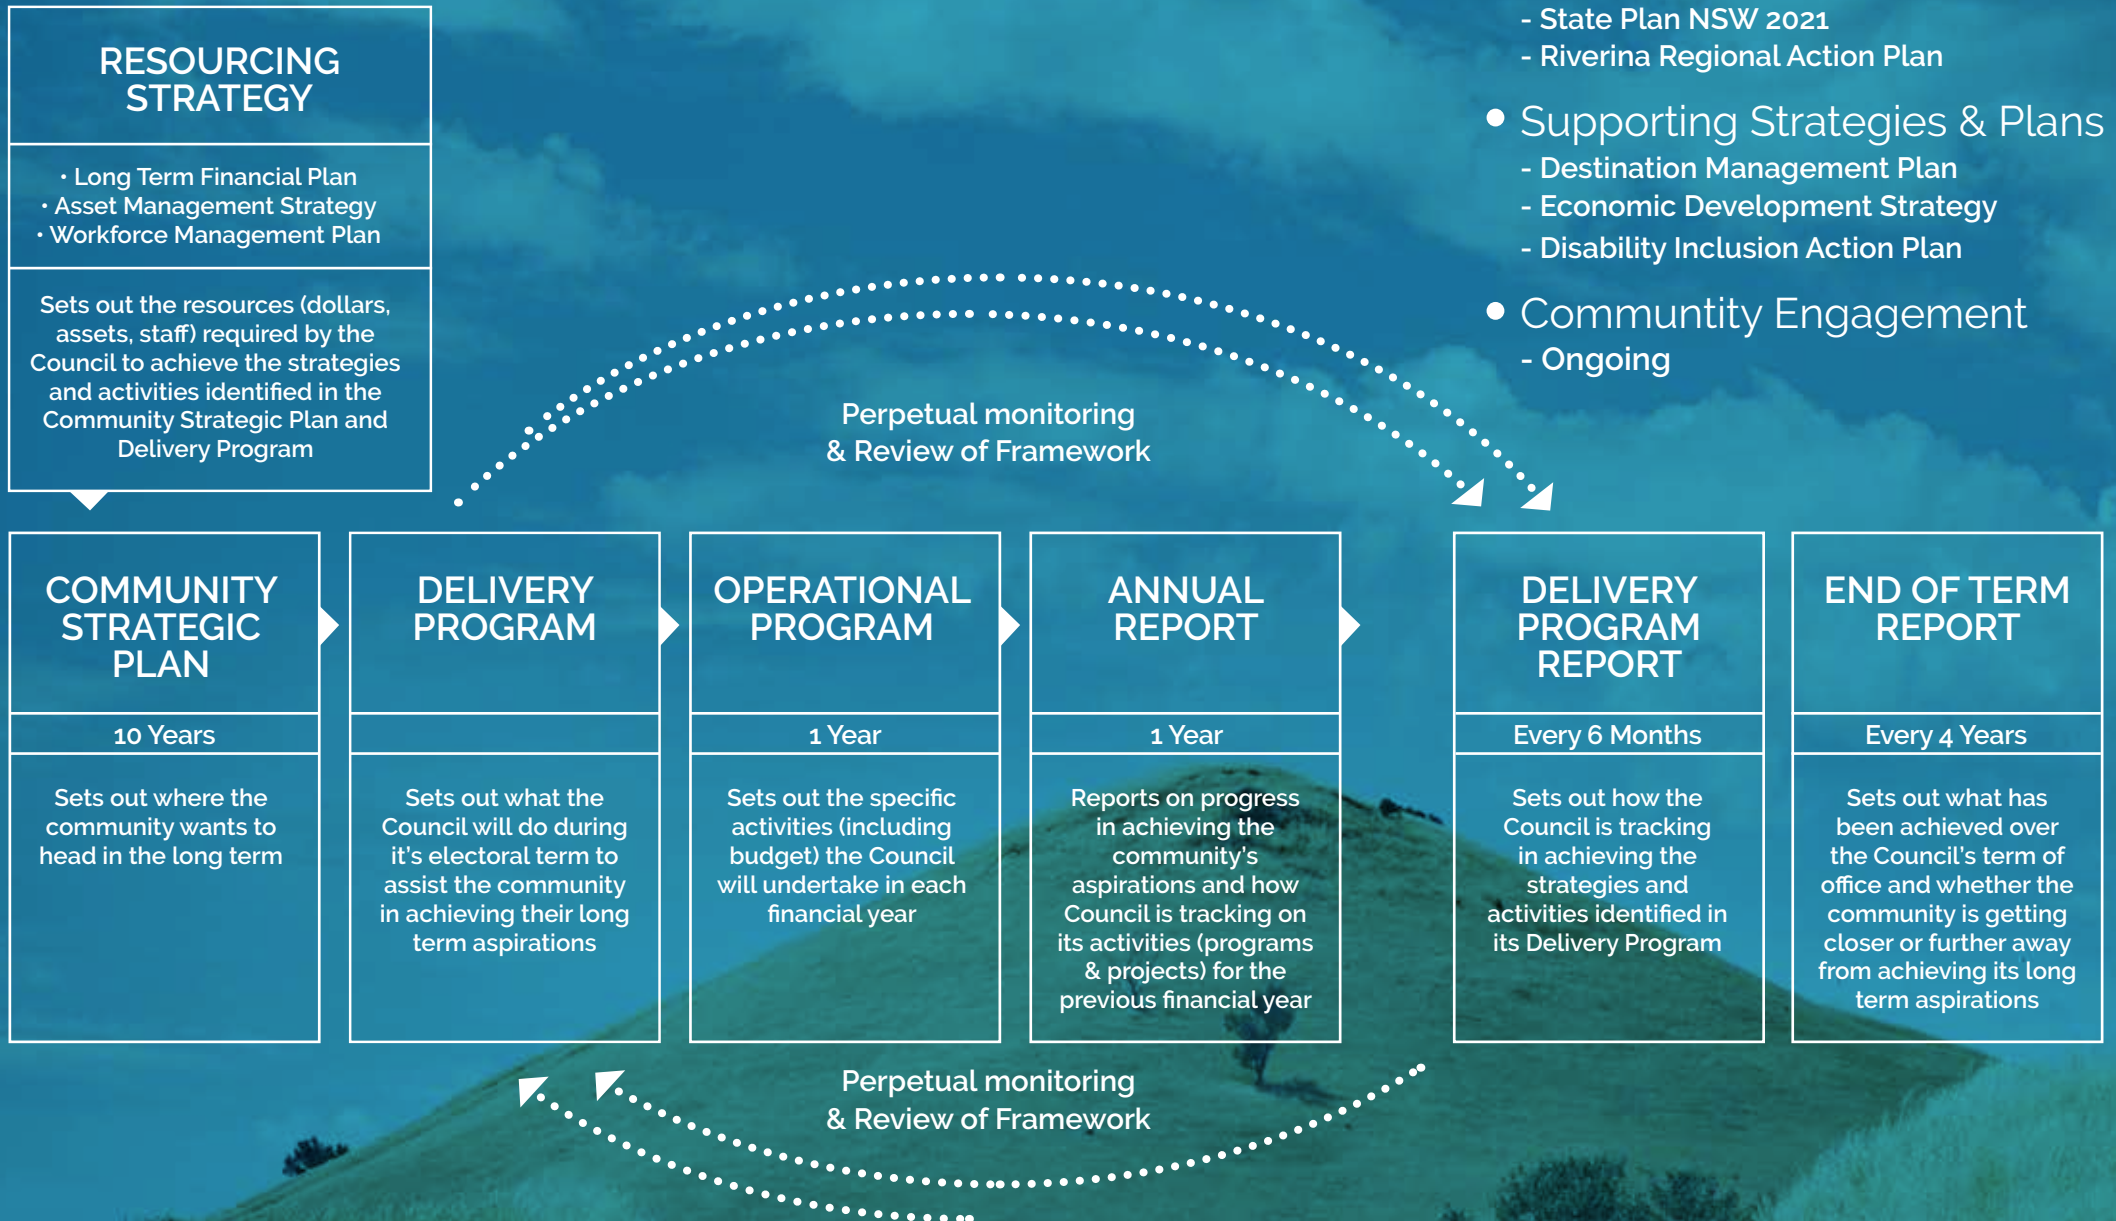 RESOURCING
STRATEGY
• Long Term Financial Plan
• Asset Management Strategy
• Workforce Management Plan
Sets out the resources (dollars,
assets, staff) required by the
Council to achieve the strategies
and activities identified in the
Community Strategic Plan and
Delivery Program
- State Plan NSW 2021
- Riverina Regional Action Plan
• Supporting Strategies & Plans
- Destination Management Plan
- Economic Development Strategy
- Disability Inclusion Action Plan
• Communtity Engagement
- Ongoing
Perpetual monitoring
& Review of Framework
COMMUNITY
STRATEGIC
PLAN
10 Years
Sets out where the
community wants to
head in the long term
DELIVERY
PROGRAM
Sets out what the
Council will do during
it's electoral term to
assist the community
in achieving their long
term aspirations
OPERATIONAL
PROGRAM
1 Year
Sets out the specific
activities (including
budget) the Council
will undertake in each
financial year
ANNUAL
REPORT
1 Year
Reports on progress
in achieving the
community's
aspirations and how
Council is tracking on
its activities (programs
& projects) for the
previous financial year
DELIVERY
PROGRAM
REPORT
Every 6 Months
Sets out how the
Council is tracking
in achieving the
strategies and
activities identified in
its Delivery Program
END OF TERM
REPORT
Every 4 Years
Sets out what has
been achieved over
the Council's term of
office and whether the
community is getting
closer or further away
from achieving its long
term aspirations
Perpetual monitoring
& Review of Framework